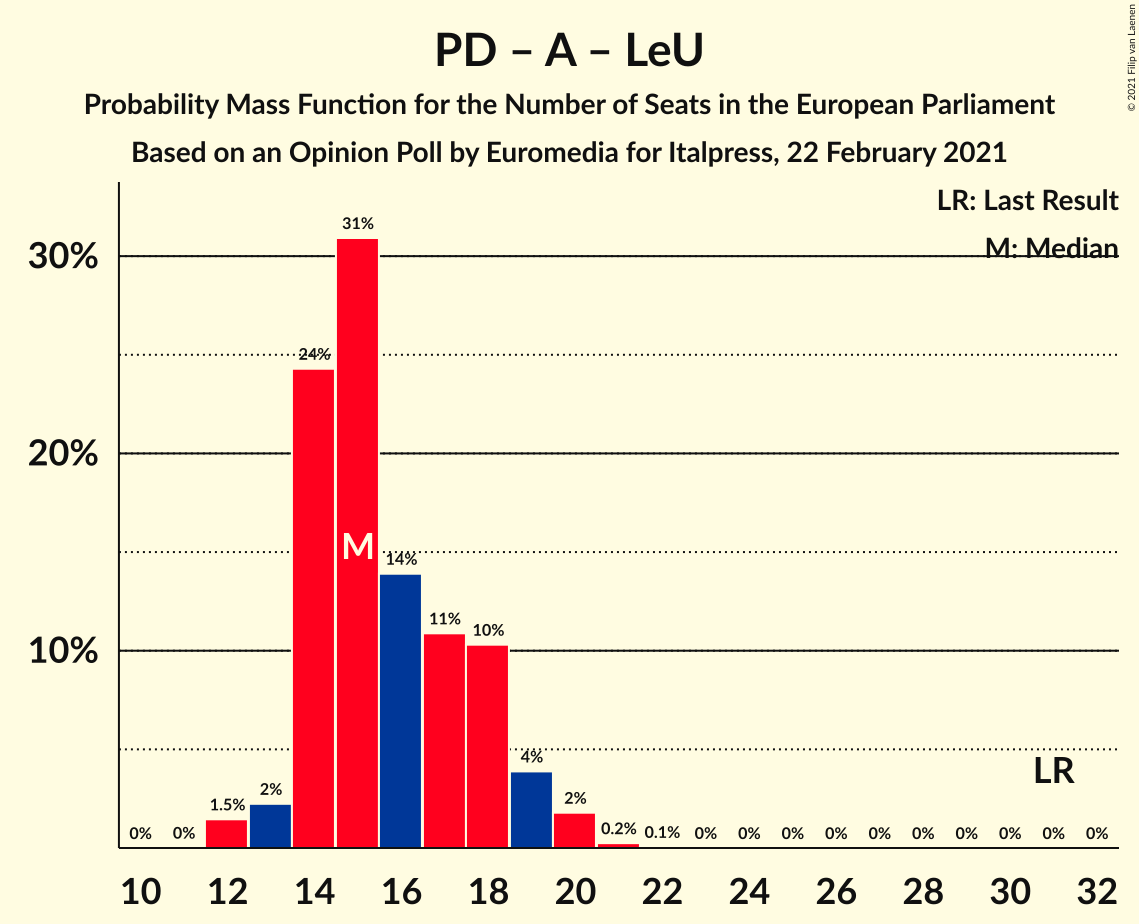 PD – A – LeU
Probability Mass Function for the Number of Seats in the European Parliament
Based on an Opinion Poll by Euromedia for Italpress, 22 February 2021
© 2021 Filip van Laenen
LR: Last Result
M: Median
30%
20%
10%
0% 0% 1.5% 2% 24% 31% 14% 11% 10% 4% 2% 0.2% 0.1% 0% 0% 0% 0% 0% 0% 0% 0% 0% 0%
M
LR
10 12 14 16 18 20 22 24 26 28 30 32